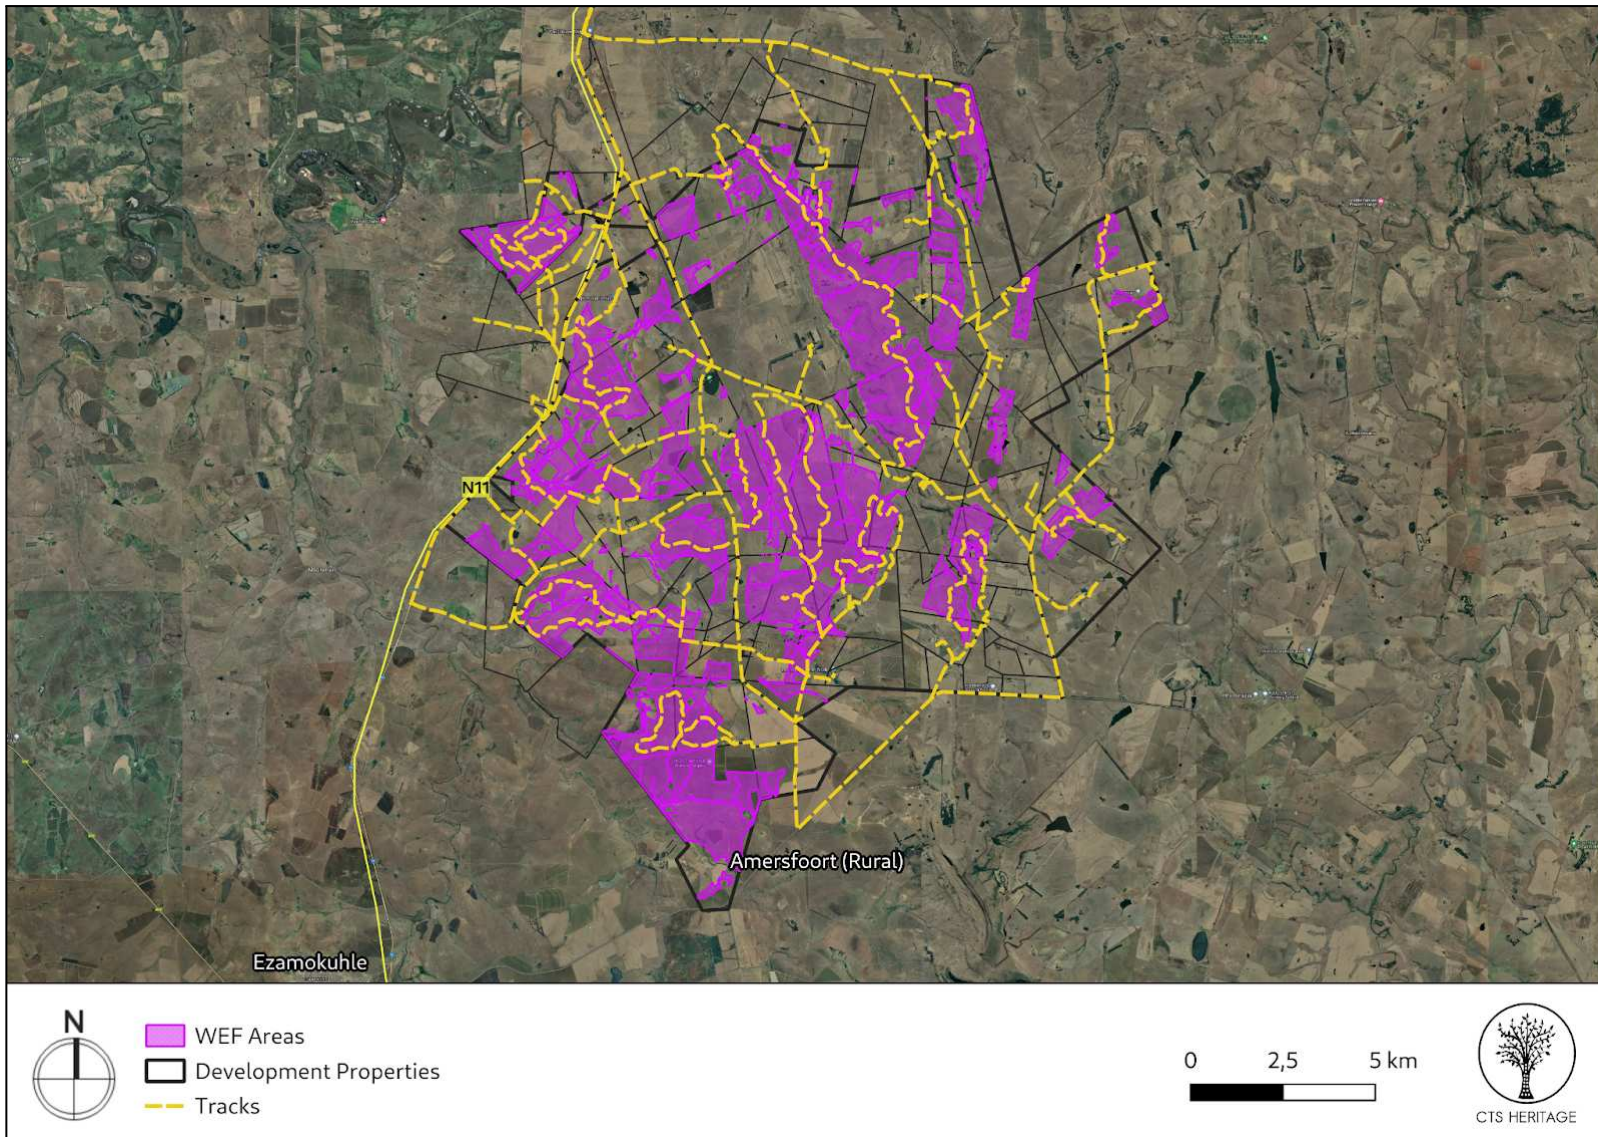 N11
Amersfoort (Rural)
Ezamokuhle
N
WEF Areas
Development Properties
Tracks
0 2,5 5 km
CTS HERITAGE